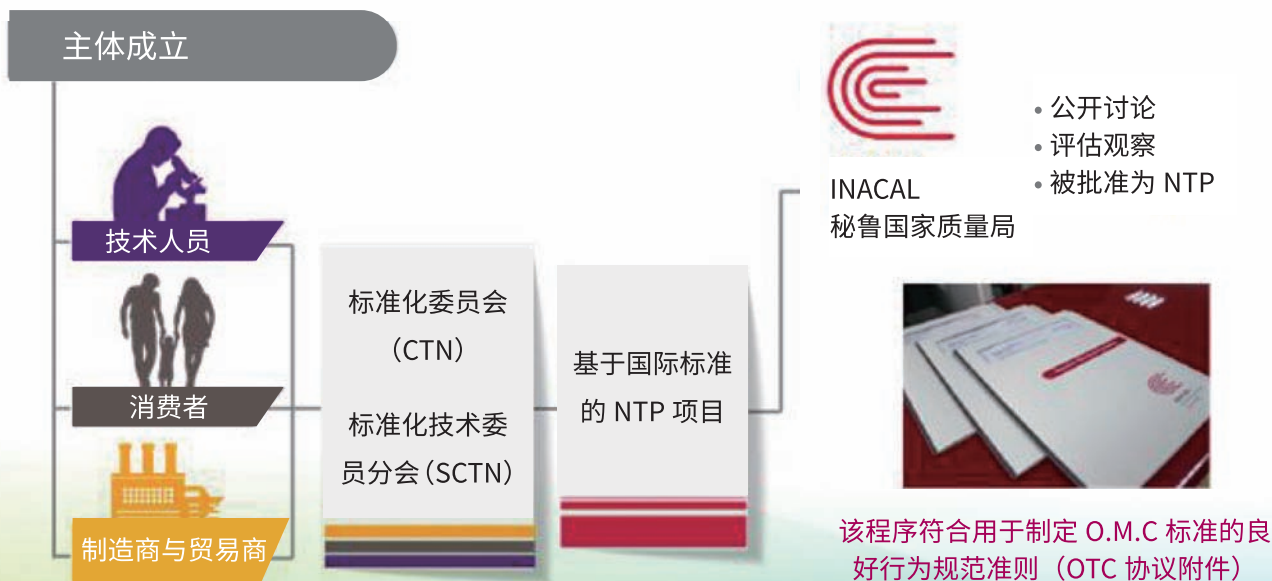 主体成立
技术人员
消费者
制造商与贸易商
标准化委员会
（CTN）
标准化技术委
员分会（SCTN）
基于国际标准
的 NTP 项目
INACAL
秘鲁国家质量局
• 公开讨论
• 评估观察
• 被批准为 NTP
该程序符合用于制定 O.M.C 标准的良
好行为规范准则（OTC 协议附件）